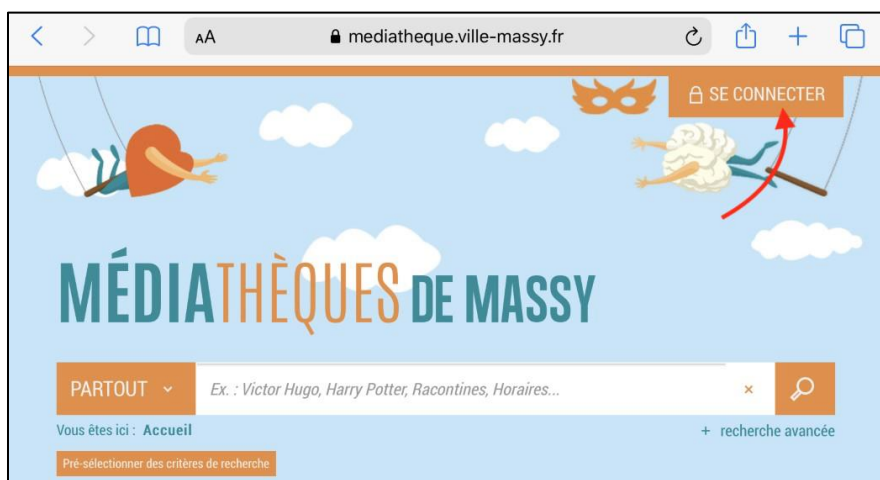 AA mediatheque.ville-massy.fr
SE CONNECTER
MÉDIATHÈQUES DE MASSY
PARTOUT Ex. : Victor Hugo, Harry Potter, Racontines, Horaires... ×
Vous êtes ici : Accueil + recherche avancée
Pré-sélectionner des critères de recherche